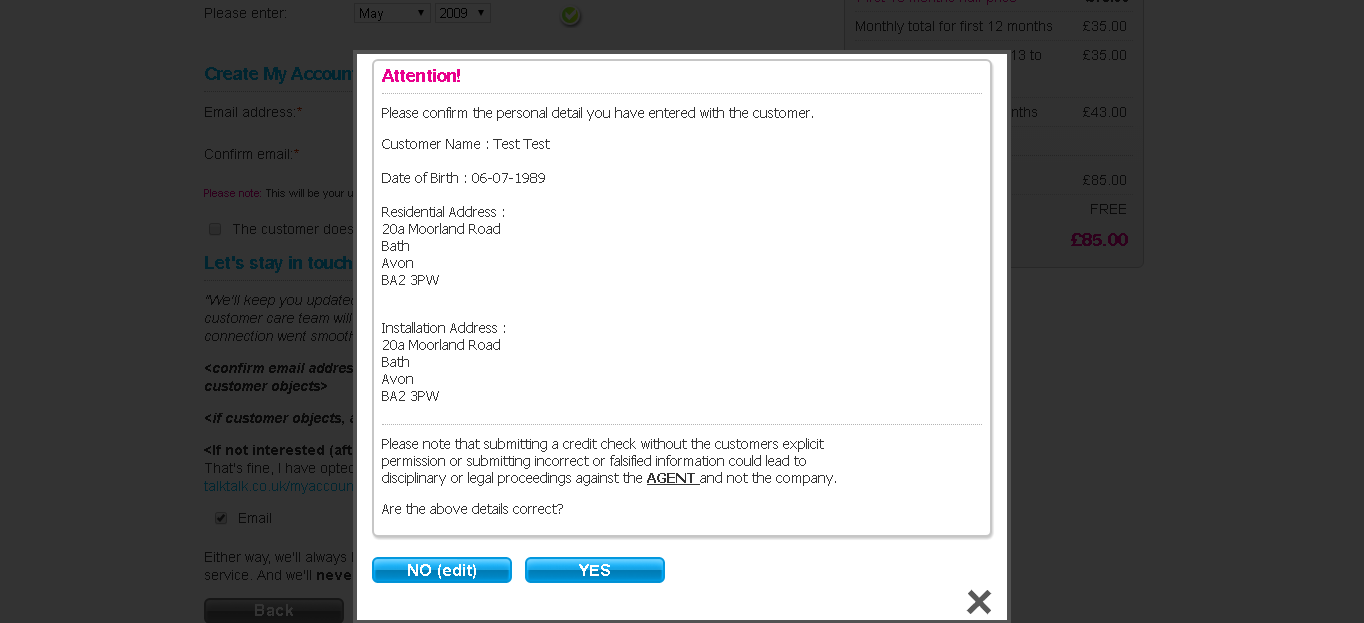 Please enter:
May
2009
First 18 months half price
Monthly total for first 12 months £35.00
13 to £35.00
Create My Accoun
Email address:*
nths £43.00
Confirm email:*
Please note: This will be your u
£85.00
The customer does
FREE
£85.00
Let's stay in touch
"We'll keep you updated
customer care team will
connection went smooth
<confirm email addres
customer objects>
<if customer objects, a
<If not interested (aft
That's fine, I have opted
talktalk.co.uk/myaccoun
Email
Either way, we'll always
service. And we'll neve
Back
Attention!
Please confirm the personal detail you have entered with the customer.
Customer Name : Test Test
Date of Birth : 06-07-1989
Residential Address :
20a Moorland Road
Bath
Avon
BA2 3PW
Installation Address :
20a Moorland Road
Bath
Avon
BA2 3PW
Please note that submitting a credit check without the customers explicit
permission or submitting incorrect or falsified information could lead to
disciplinary or legal proceedings against the AGENT and not the company.
Are the above details correct?
NO (edit)
YES